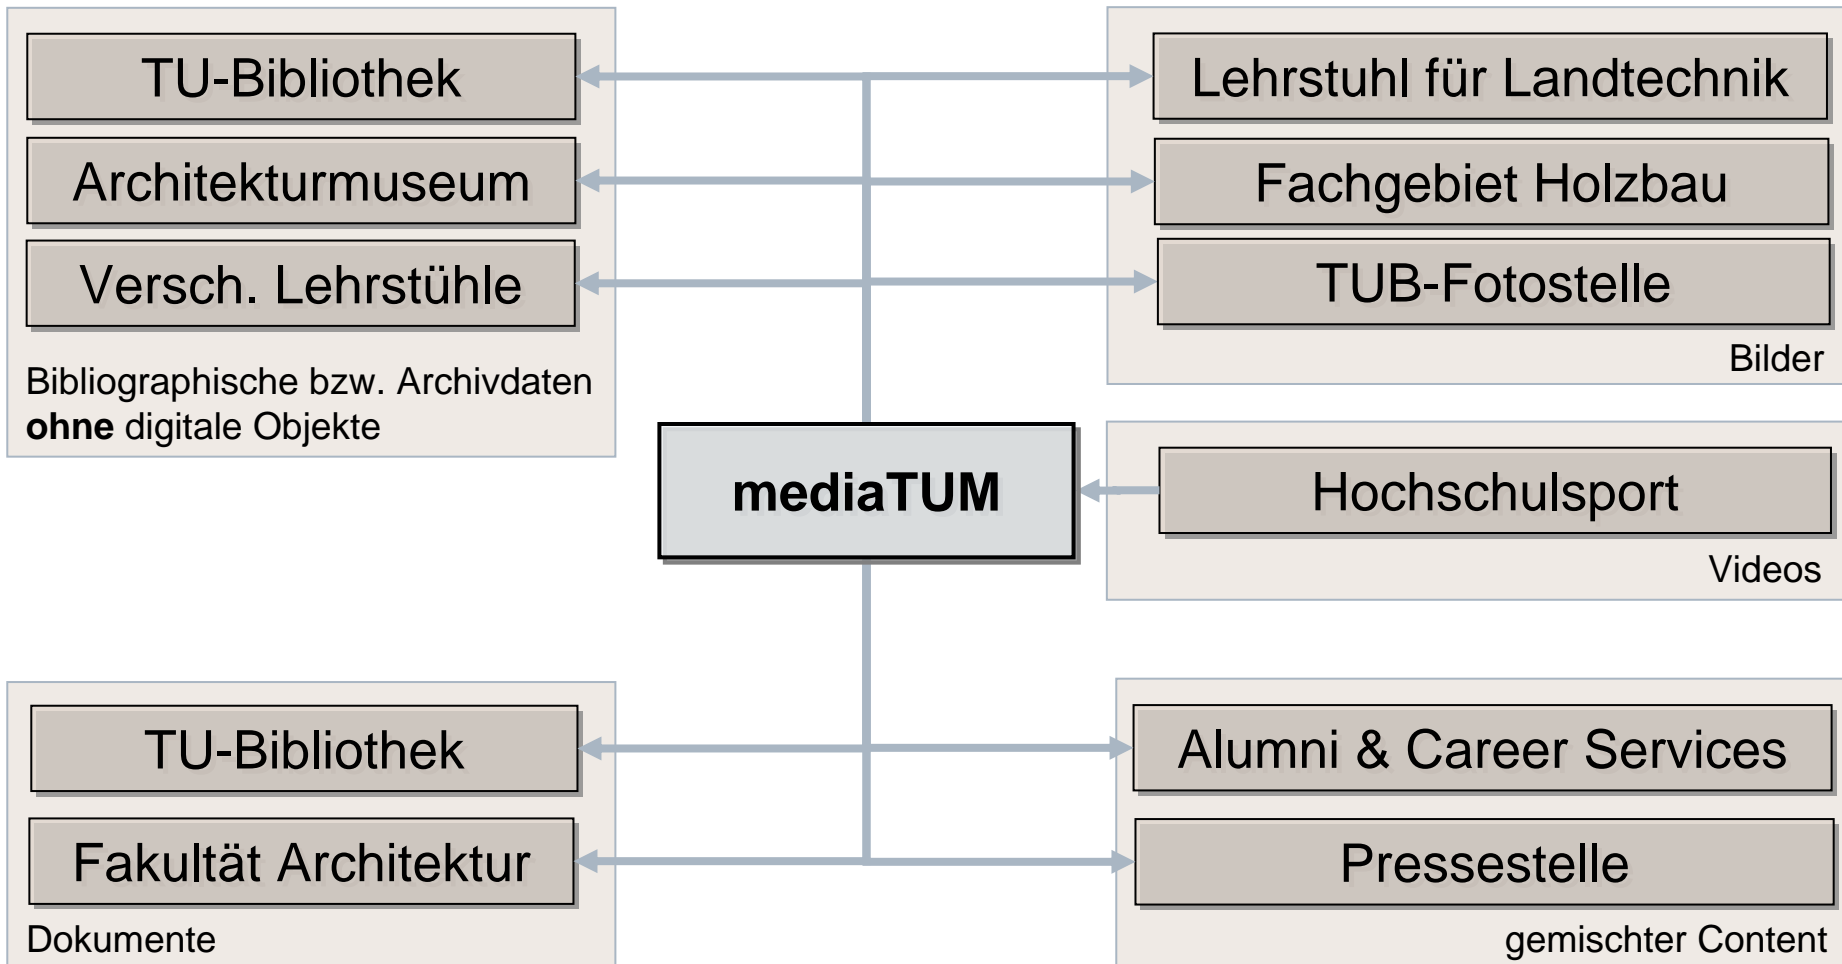 TU-Bibliothek
Architekturmuseum
Versch. Lehrstühle
Bibliographische bzw. Archivdaten
ohne digitale Objekte
Lehrstuhl für Landtechnik
Fachgebiet Holzbau
TUB-Fotostelle
Bilder
mediaTUM
Hochschulsport
Videos
TU-Bibliothek
Fakultät Architektur
Dokumente
Alumni & Career Services
Pressestelle
gemischter Content